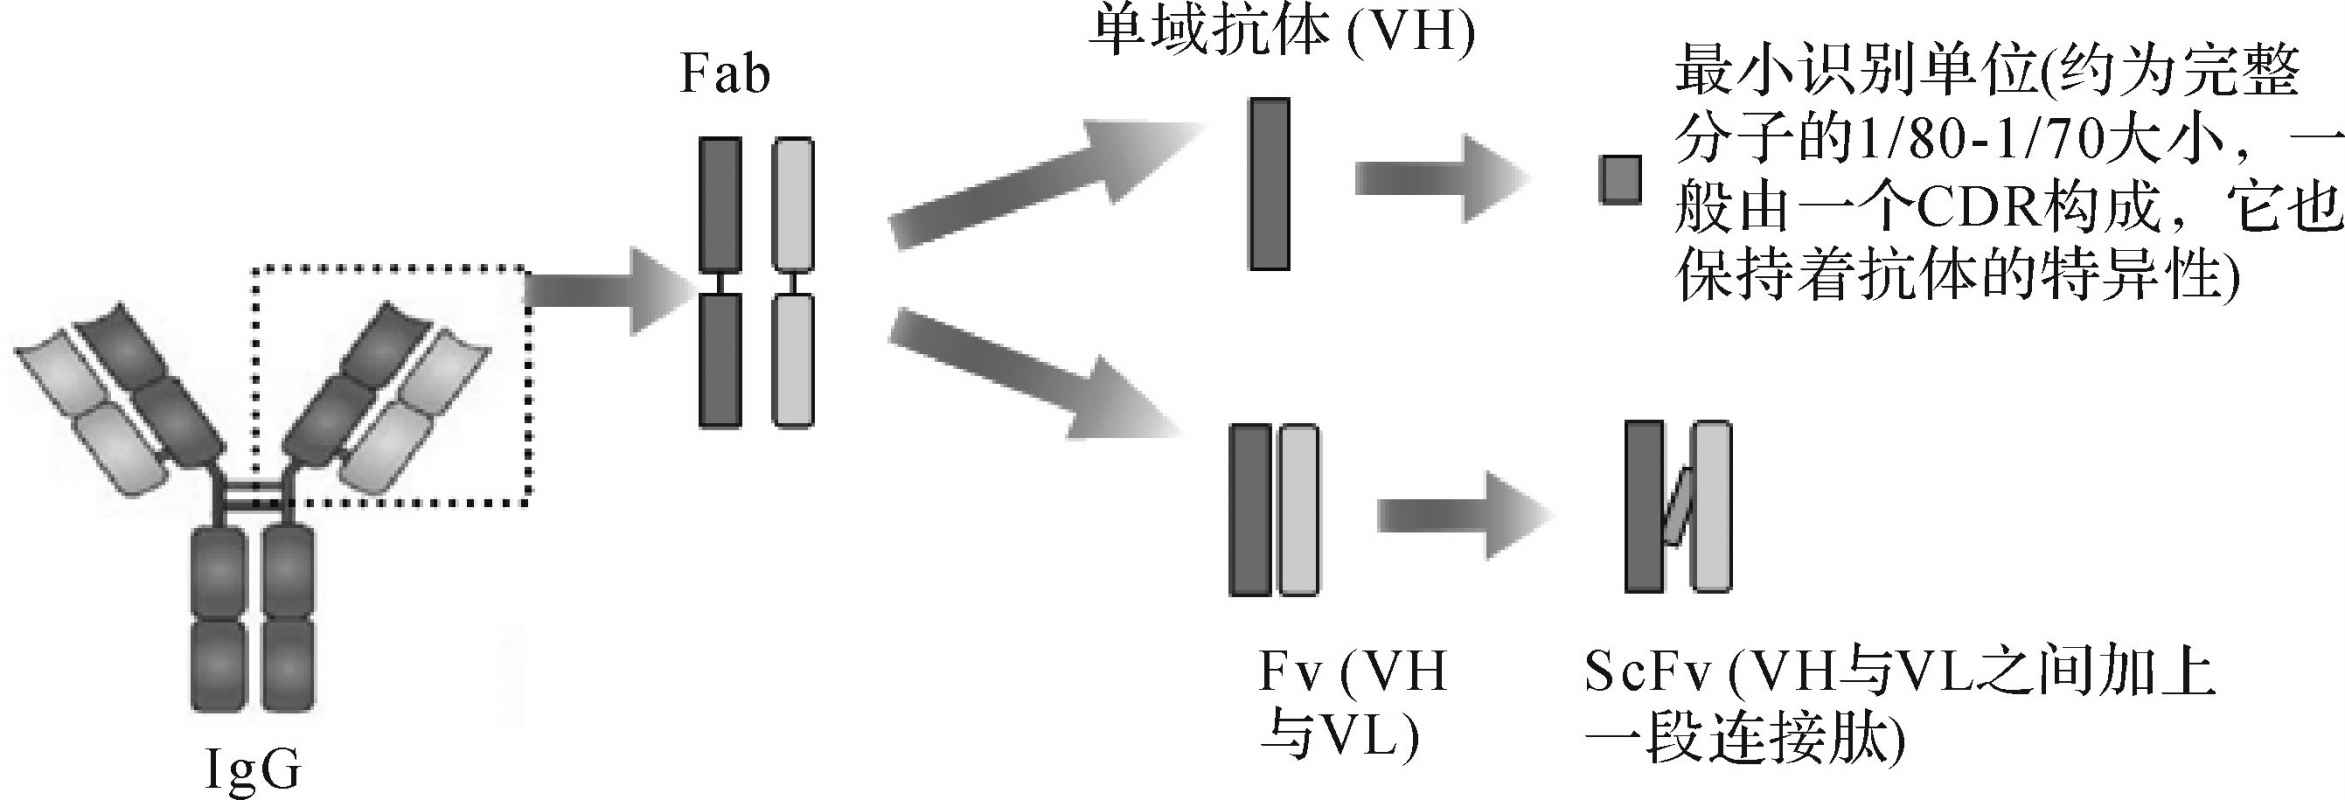 单域抗体 (VH)
Fab
最小识别单位(约为完整
分子的1/80-1/70大小，一
般由一个CDR构成，它也
保持着抗体的特异性)
IgG
Fv (VH
与VL)
ScFv (VH与VL之间加上
一段连接肽)